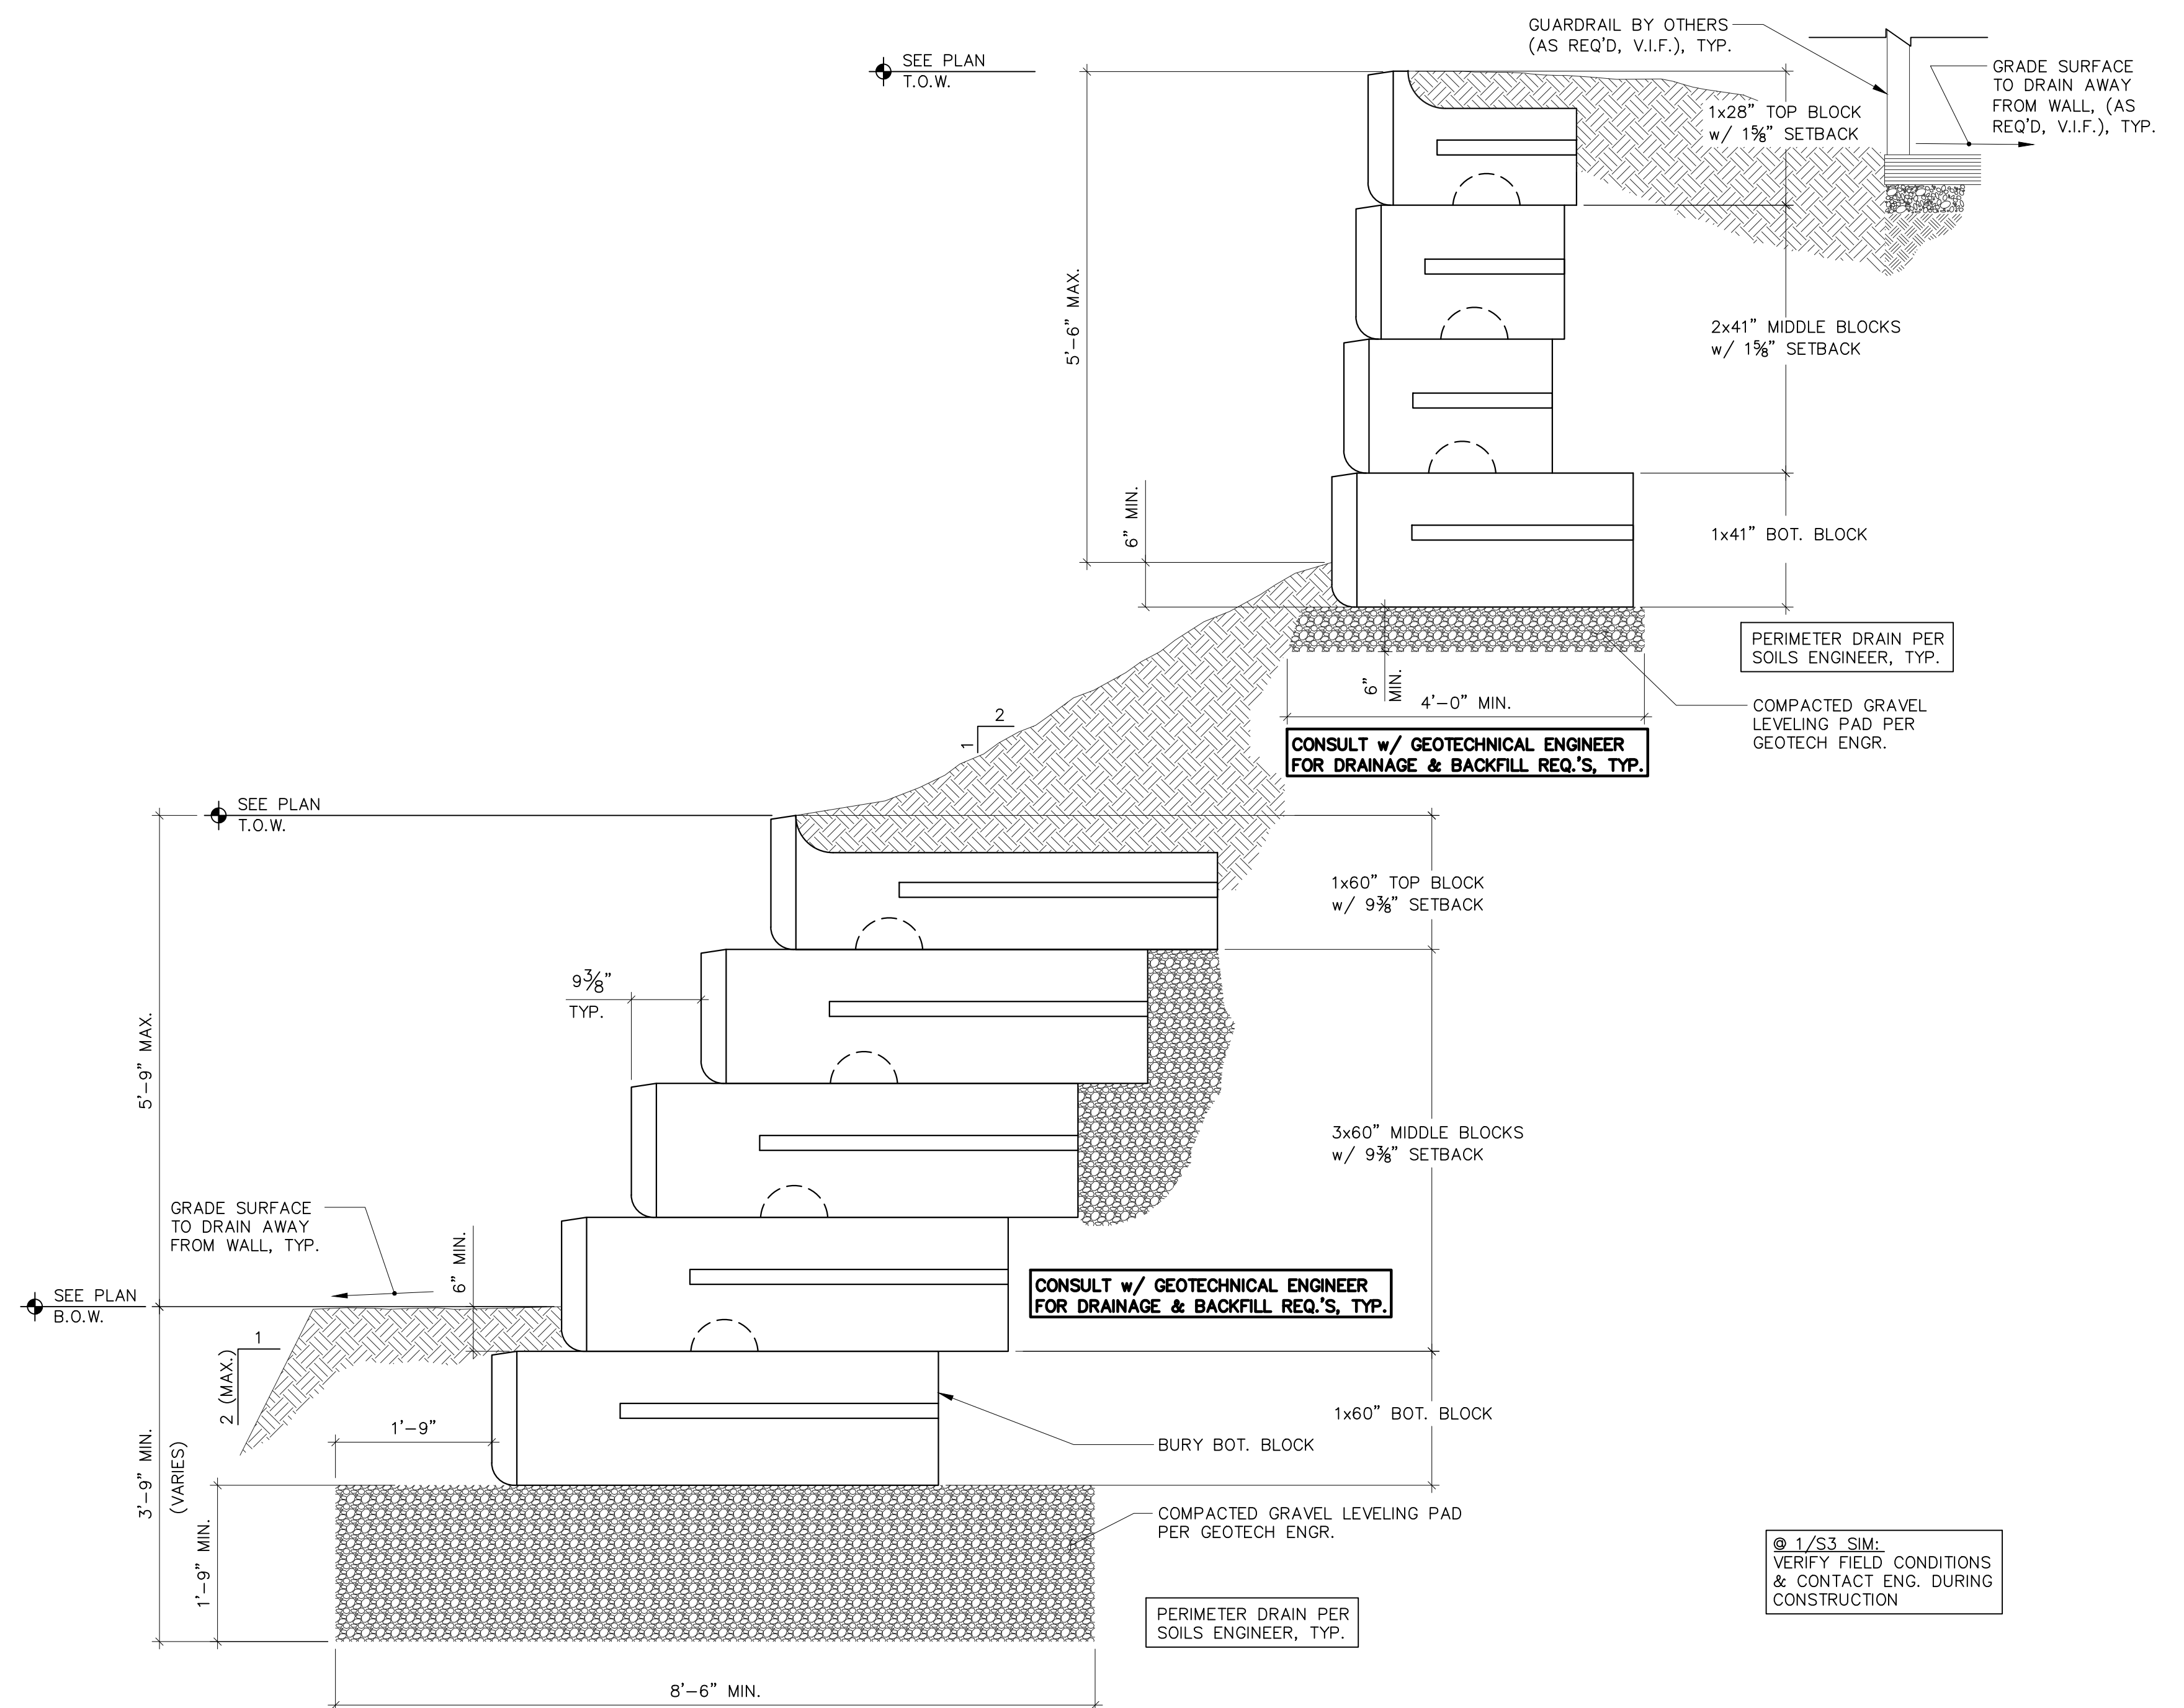 GUARDRAIL BY OTHERS
(AS REQ'D, V.I.F.), TYP.
SEE PLAN
T.O.W.
GRADE SURFACE
TO DRAIN AWAY
FROM WALL, (AS
REQ'D, V.I.F.), TYP.
1x28" TOP BLOCK
w/ 1⅝" SETBACK
5'-6" MAX.
2x41" MIDDLE BLOCKS
w/ 1⅝" SETBACK
6" MIN.
1x41" BOT. BLOCK
PERIMETER DRAIN PER
SOILS ENGINEER, TYP.
6"
MIN.
4'-0" MIN.
COMPACTED GRAVEL
LEVELING PAD PER
GEOTECH ENGR.
2
1
CONSULT w/ GEOTECHNICAL ENGINEER
FOR DRAINAGE & BACKFILL REQ.'S, TYP.
SEE PLAN
T.O.W.
1x60" TOP BLOCK
w/ 9⅜" SETBACK
9⅜"
TYP.
5'-9" MAX.
3x60" MIDDLE BLOCKS
w/ 9⅜" SETBACK
GRADE SURFACE
TO DRAIN AWAY
FROM WALL, TYP.
6" MIN.
CONSULT w/ GEOTECHNICAL ENGINEER
FOR DRAINAGE & BACKFILL REQ.'S, TYP.
SEE PLAN
B.O.W.
1
2 (MAX.)
1'-9"
1x60" BOT. BLOCK
BURY BOT. BLOCK
3'-9" MIN.
(VARIES)
COMPACTED GRAVEL LEVELING PAD
PER GEOTECH ENGR.
1'-9" MIN.
@ 1/S3 SIM:
VERIFY FIELD CONDITIONS
& CONTACT ENG. DURING
CONSTRUCTION
PERIMETER DRAIN PER
SOILS ENGINEER, TYP.
8'-6" MIN.